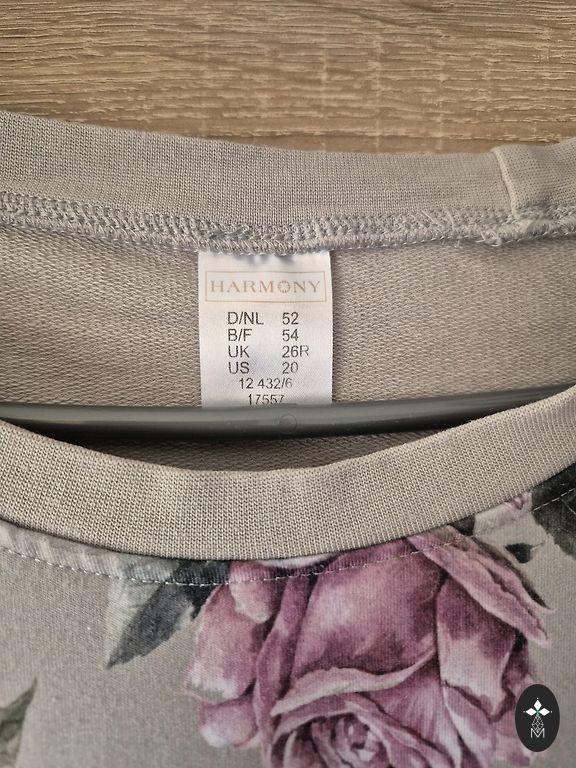 HARMONY
D/NL 52
B/F 54
UK 26R
US 20
12 432/6
17557
M